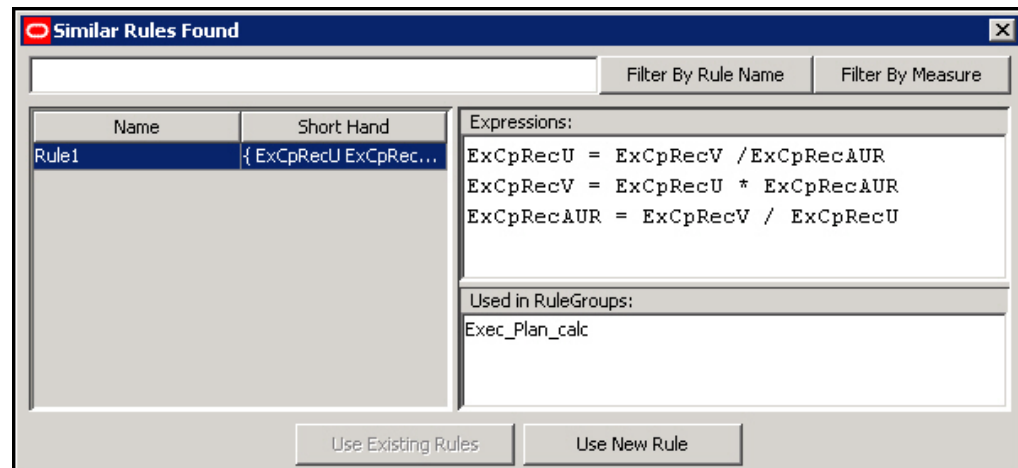 Similar Rules Found
Filter By Rule Name Filter By Measure
Name Short Hand
Rule1 { ExCpRecU ExCpRec...
Expressions:
ExCpRecU = ExCpRecV /ExCpRecAUR
ExCpRecV = ExCpRecU * ExCpRecAUR
ExCpRecAUR = ExCpRecV / ExCpRecU
Used in RuleGroups:
Exec_Plan_calc
Use Existing Rules Use New Rule